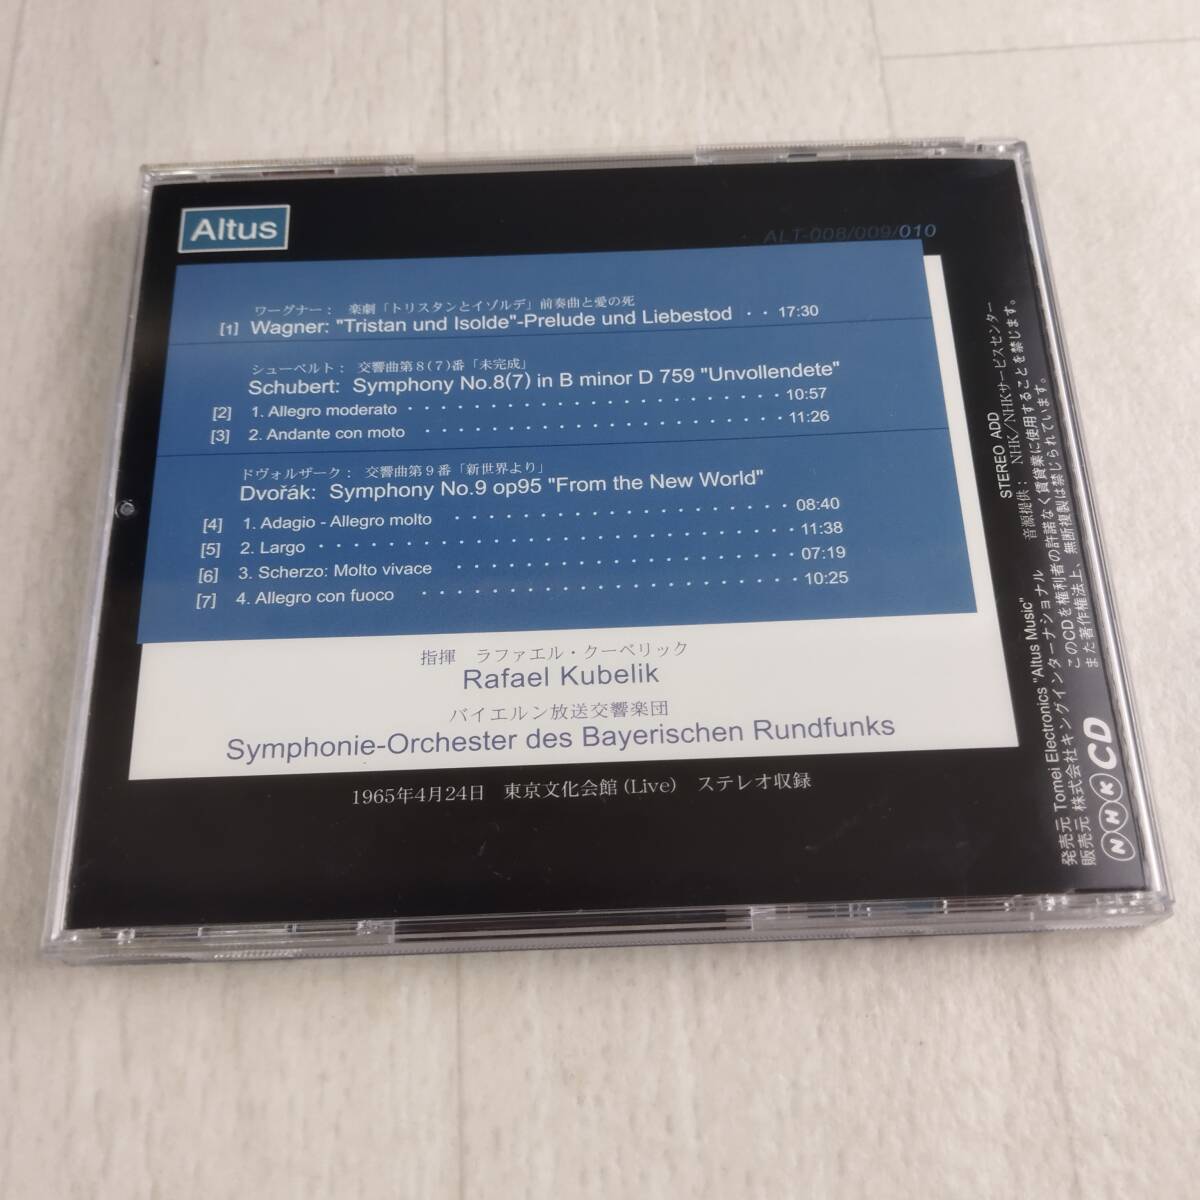 Altus
ALT-008/009/010
ワーグナー： 楽劇「トリスタンとイゾルデ」前奏曲と愛の死
[1] Wagner: "Tristan und Isolde"-Prelude und Liebestod ‥ 17:30
シューベルト： 交響曲第８(７)番「未完成」
Schubert: Symphony No.8(7) in B minor D 759 "Unvollendete"
[2] 1. Allegro moderato ・・・・・・・・・・・・・・・・・・・・・・ 10:57
[3] 2. Andante con moto ・・・・・・・・・・・・・・・・・・・・・・ 11:26
ドヴォルザーク： 交響曲第９番「新世界より」
Dvořák: Symphony No.9 op95 "From the New World"
[4] 1. Adagio - Allegro molto ・・・・・・・・・・・・・・・・・・・・ 08:40
[5] 2. Largo ・・・・・・・・・・・・・・・・・・・・・・・・・・・・ 11:38
[6] 3. Scherzo: Molto vivace ・・・・・・・・・・・・・・・・・・・・ 07:19
[7] 4. Allegro con fuoco ・・・・・・・・・・・・・・・・・・・・・・ 10:25
指揮 ラファエル・クーベリック
Rafael Kubelik
バイエルン放送交響楽団
Symphonie-Orchester des Bayerischen Rundfunks
1965年4月24日 東京文化会館 (Live) ステレオ収録
STEREO ADD
音源提供： NHK／NHKサービスセンター
このCDを権利者の許諾なく賃貸業に使用することを禁じます。
また著作権法上、無断複製は禁じられています。
発売元 Tomei Electronics "Altus Music"
販売元 株式会社キングインターナショナル
NHK CD